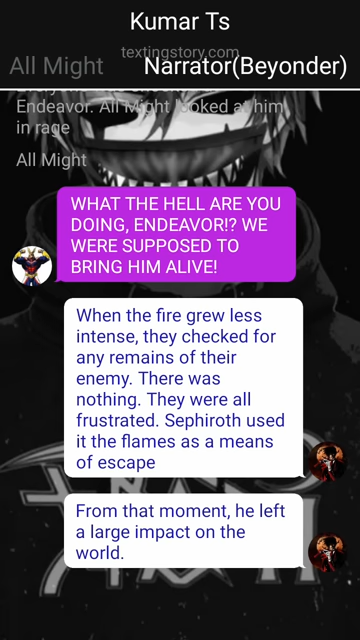 Kumar Ts
textingstory.com
All Might
Narrator(Beyonder)
Endeavor. All Might looked at him
in rage
All Might
WHAT THE HELL ARE YOU
DOING, ENDEAVOR!? WE
WERE SUPPOSED TO
BRING HIM ALIVE!
When the fire grew less
intense, they checked for
any remains of their
enemy. There was
nothing. They were all
frustrated. Sephiroth used
it the flames as a means
of escape
From that moment, he left
a large impact on the
world.